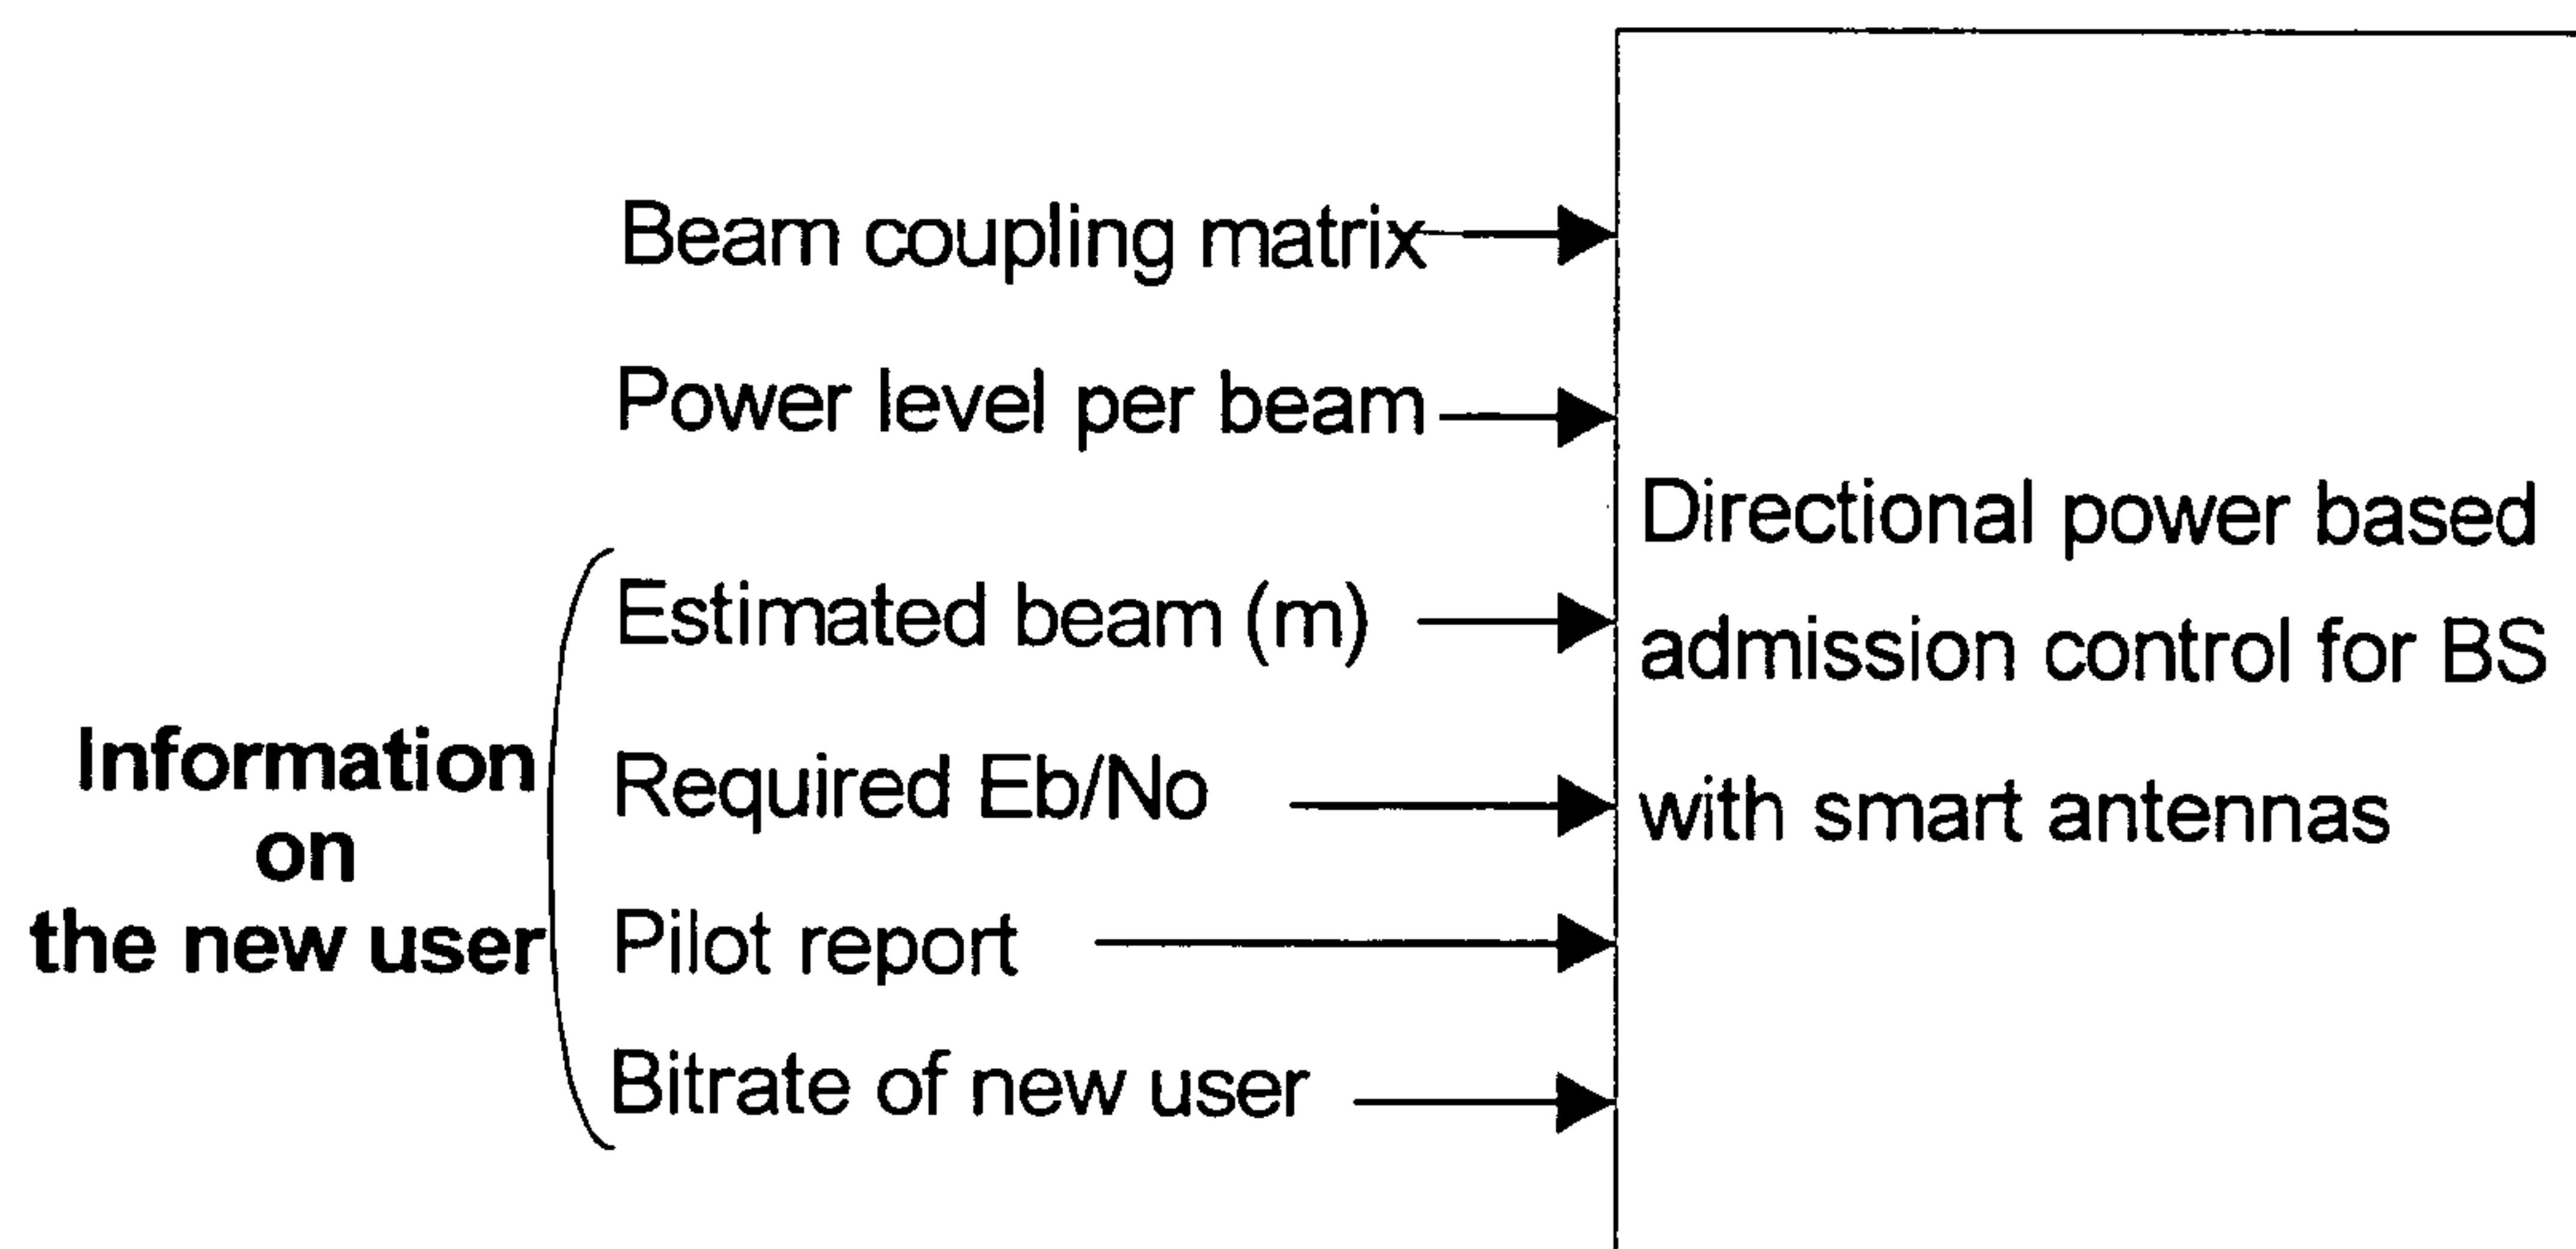 Beam coupling matrix
Power level per beam
Estimated beam (m)
Required Eb/No
Pilot report
Bitrate of new user
Information
on
the new user
Directional power based
admission control for BS
with smart antennas